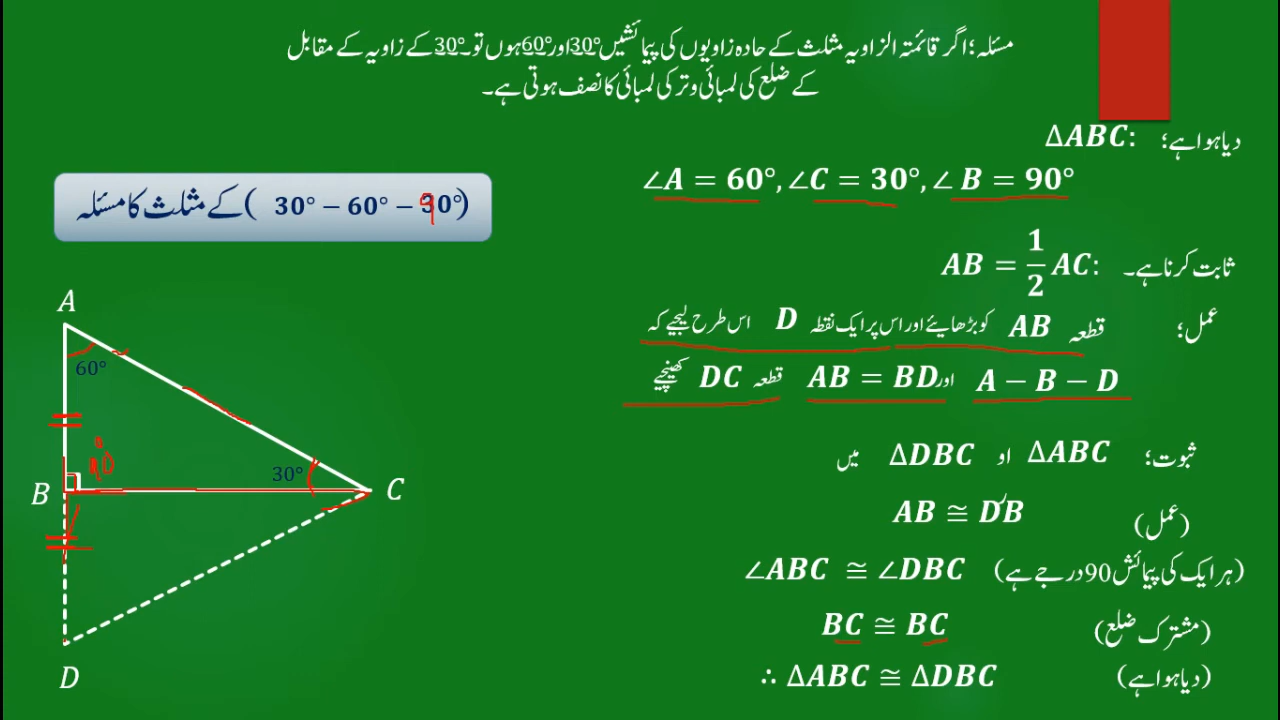 مسئلہ؛ اگر قائمتہ الزاویہ مثلث کے حادہ زاویوں کی پیمائشیں 30° اور 60° ہوں تو۔ 30° کے زاویہ کے مقابل
کے ضلع کی لمبائی وتر کی لمبائی کا نصف ہوتی ہے۔
دیا ہوا ہے؛ ΔABC:
∠A = 60°, ∠C = 30°, ∠B = 90°
(30° − 60° − 90°) کے مثلث کا مسئلہ
ثابت کرنا ہے۔ AB = 1/2 AC:
عمل؛ قطعہ AB کو بڑھایئے اور اس پر ایک نقطہ D اس طرح لیجیے کہ
A − B − D اور AB = BD قطعہ DC کھینچیے
ثبوت؛ ΔABC او ΔDBC میں
AB ≅ DB (عمل)
∠ABC ≅ ∠DBC (ہر ایک کی پیمائش 90 درجے ہے)
BC ≅ BC (مشترک ضلع)
∴ ΔABC ≅ ΔDBC (دیا ہوا ہے)
A
60°
90°
B
30°
C
D